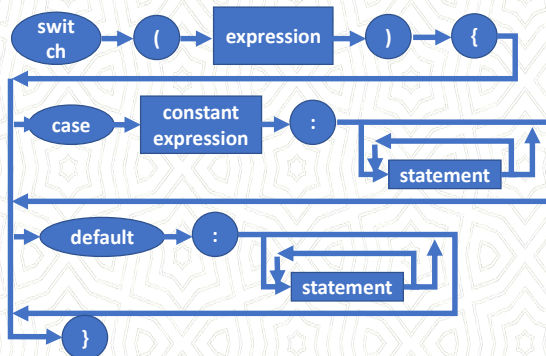 swit
ch
( expression ) {
case constant
expression :
statement
default :
statement
}